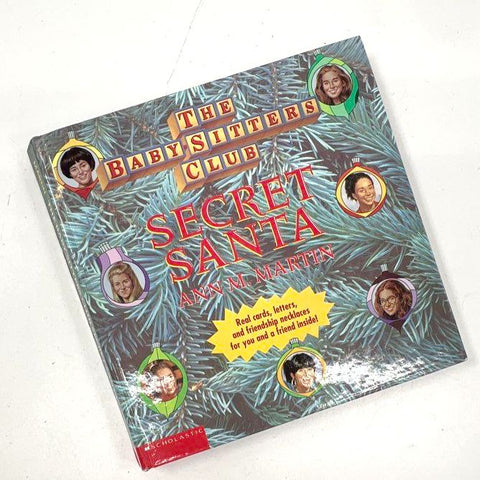 THE
BABY-SITTERS
CLUB
SECRET
SANTA
ANN M. MARTIN
Real cards, letters,
and friendship necklaces
for you and a friend inside!
SCHOLASTIC